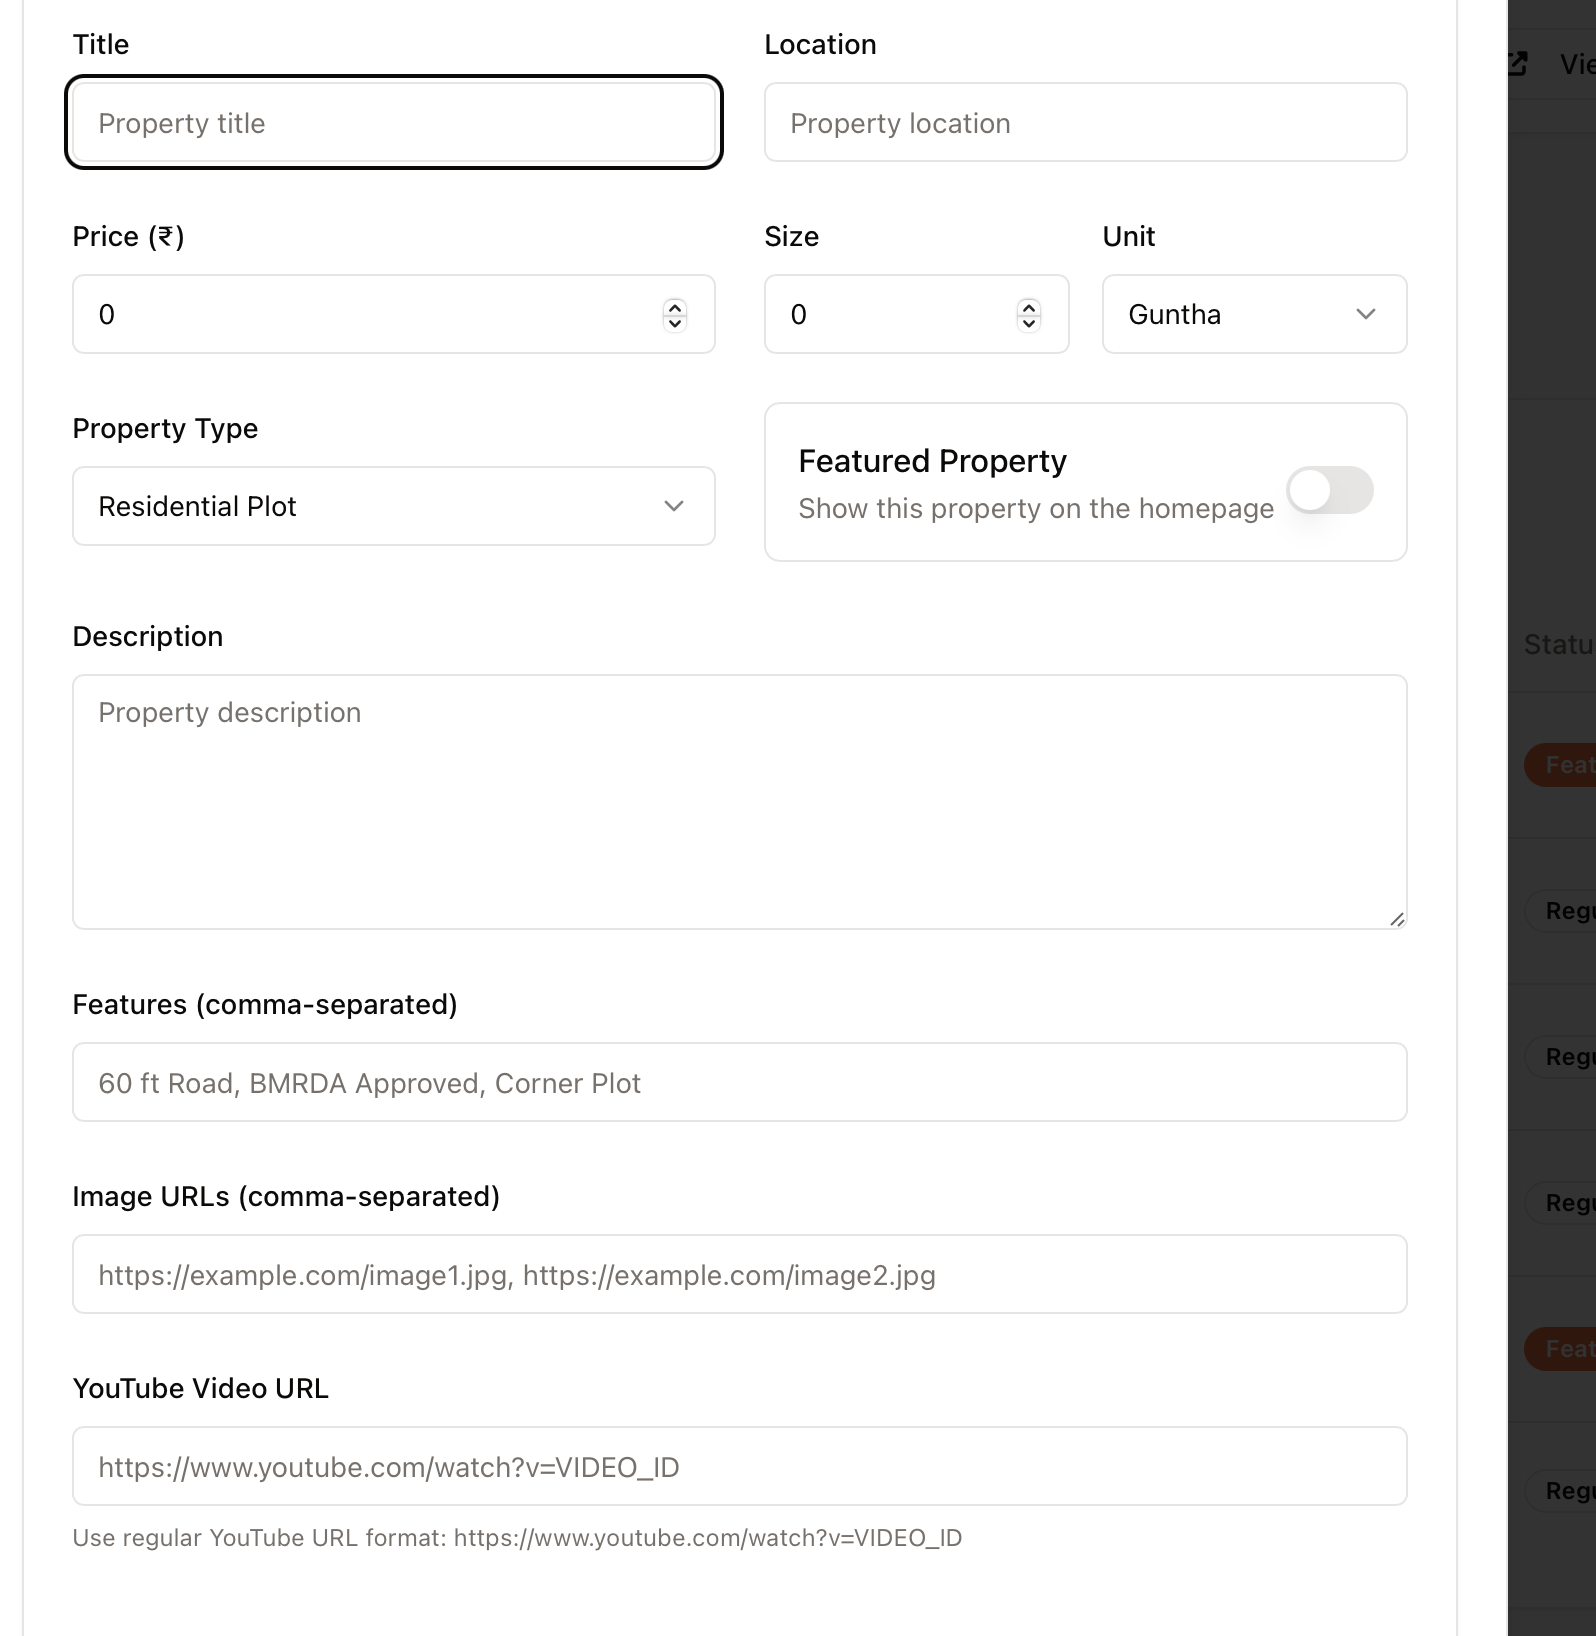 Title
Location
Property title
Property location
Price (₹)
Size
Unit
0
0
Guntha
Property Type
Residential Plot
Featured Property
Show this property on the homepage
Description
Property description
Features (comma-separated)
60 ft Road, BMRDA Approved, Corner Plot
Image URLs (comma-separated)
https://example.com/image1.jpg, https://example.com/image2.jpg
YouTube Video URL
https://www.youtube.com/watch?v=VIDEO_ID
Use regular YouTube URL format: https://www.youtube.com/watch?v=VIDEO_ID
Vie
Statu
Feat
Regu
Regu
Regu
Feat
Regu